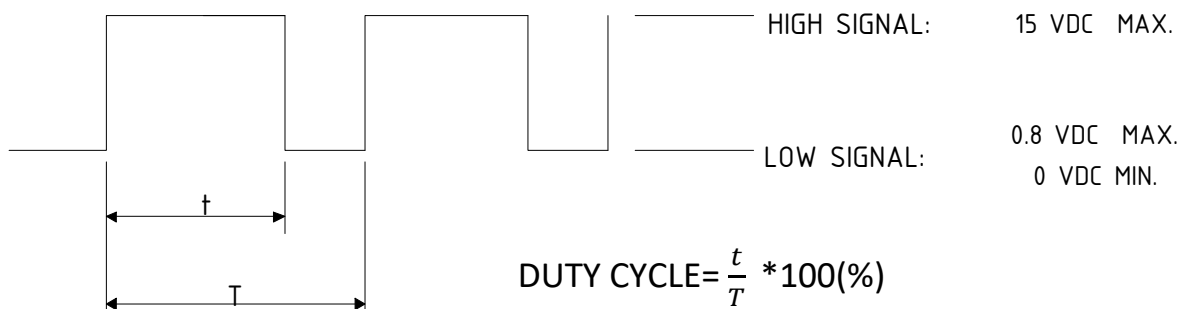 HIGH SIGNAL: 15 VDC MAX.
LOW SIGNAL: 0.8 VDC MAX.
0 VDC MIN.
t
T
DUTY CYCLE= t/T *100(%)